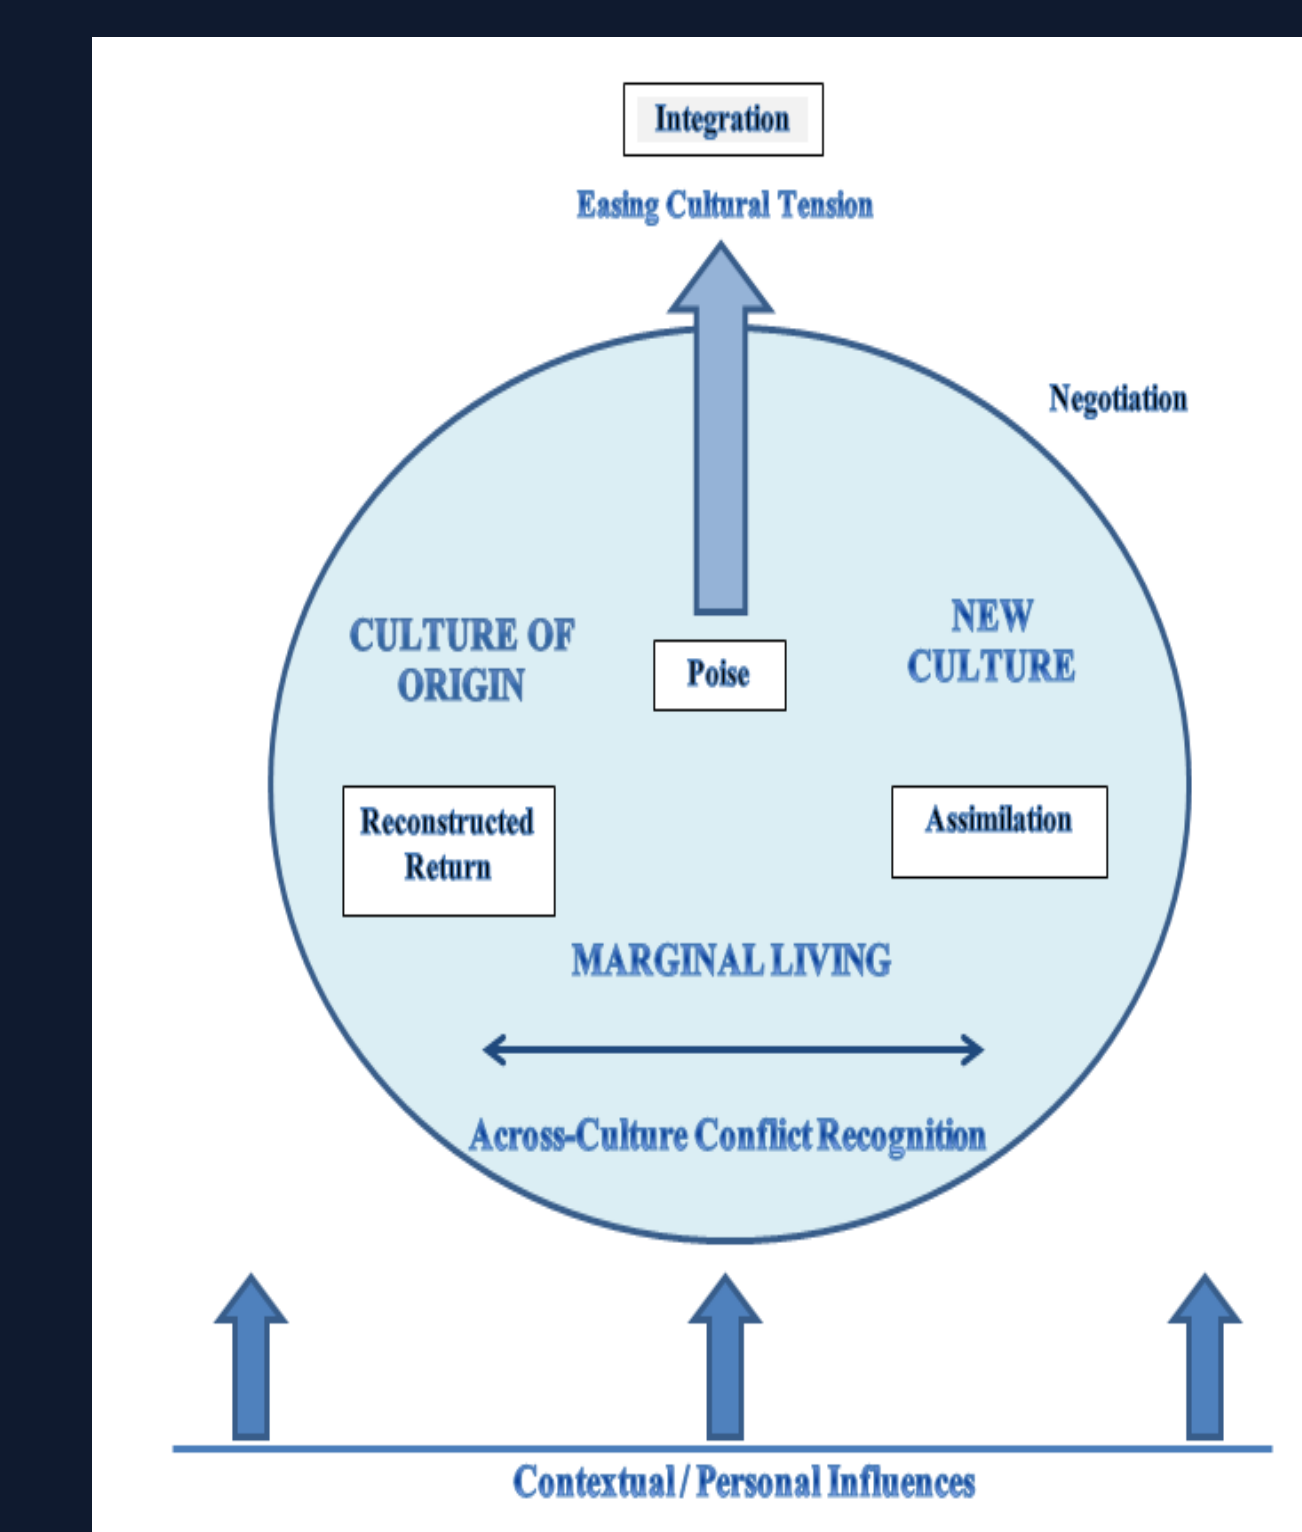 Integration
Easing Cultural Tension
Negotiation
CULTURE OF
ORIGIN
Poise
NEW
CULTURE
Reconstructed
Return
Assimilation
MARGINAL LIVING
Across-Culture Conflict Recognition
Contextual / Personal Influences